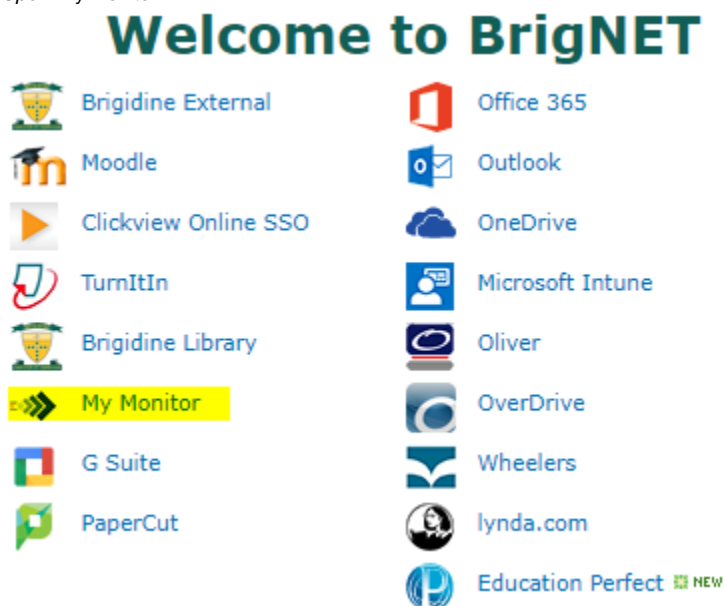 Welcome to BrigNET
Brigidine External
Office 365
Moodle
Outlook
Clickview Online SSO
OneDrive
TurnItIn
Microsoft Intune
Brigidine Library
Oliver
My Monitor
OverDrive
G Suite
Wheelers
PaperCut
lynda.com
Education Perfect NEW